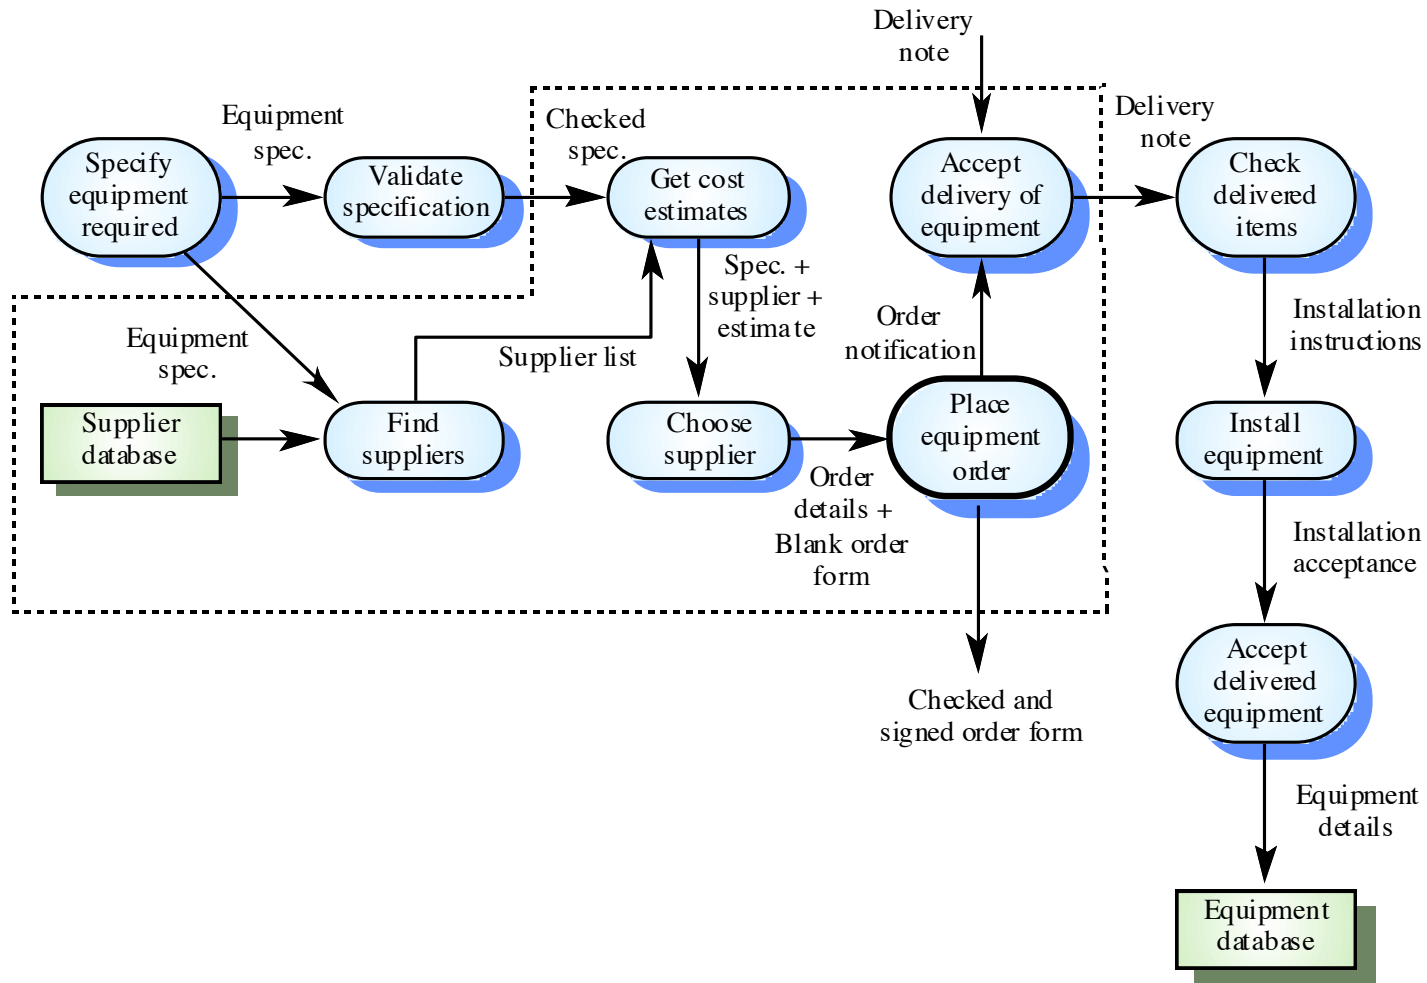 Delivery
note
Equipment
spec.
Checked
spec.
Delivery
note
Specify
equipment
required
Validate
specification
Get cost
estimates
Accept
delivery of
equipment
Check
delivered
items
Spec. +
supplier +
estimate
Equipment
spec.
Supplier list
Order
notification
Installation
instructions
Supplier
database
Find
suppliers
Choose
supplier
Place
equipment
order
Install
equipment
Order
details +
Blank order
form
Installation
acceptance
Checked and
signed order form
Accept
delivered
equipment
Equipment
details
Equipment
database